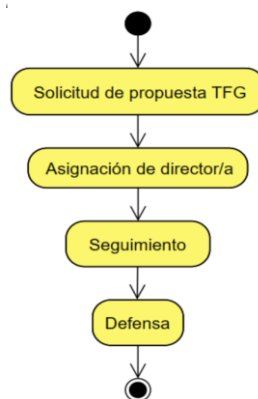 Solicitud de propuesta TFG
Asignación de director/a
Seguimiento
Defensa